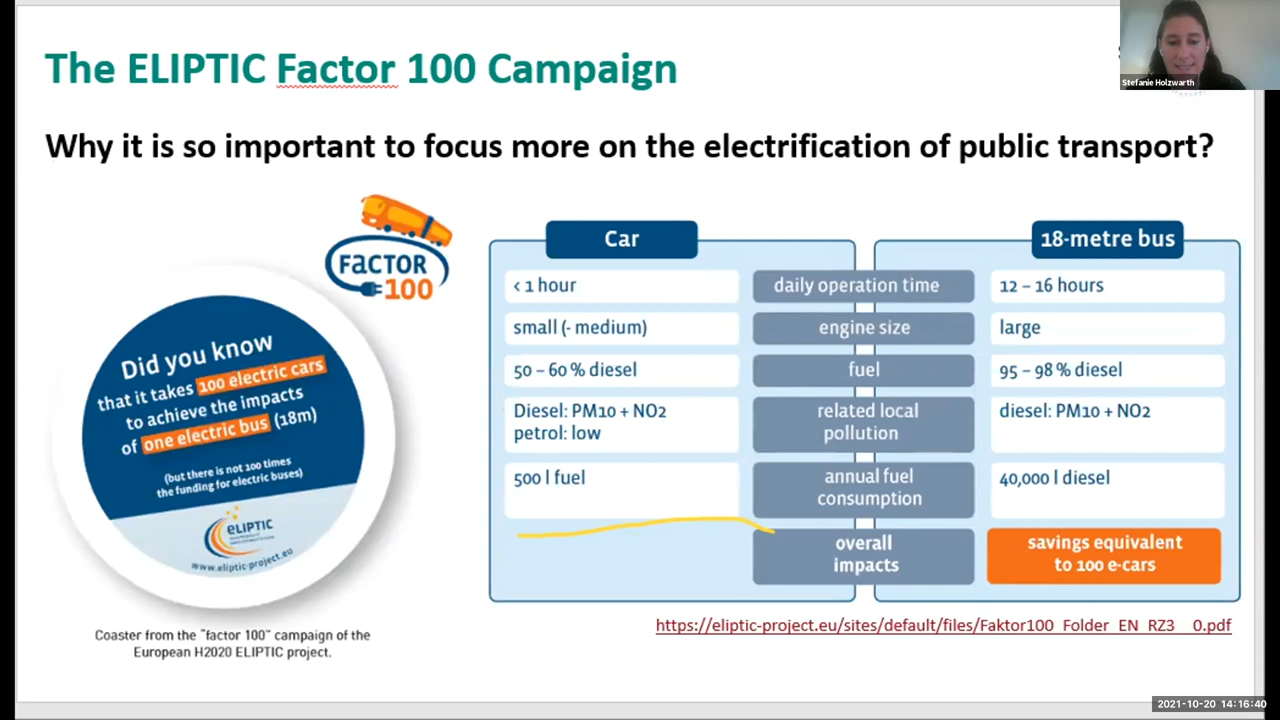 The ELIPTIC Factor 100 Campaign
Stefanie Holzwarth
Why it is so important to focus more on the electrification of public transport?
FACTOR
100
Did you know
that it takes 100 electric cars
to achieve the impacts
of one electric bus (18m)
(but there is not 100 times
the funding for electric buses)
eLIPTIC
www.eliptic-project.eu
Coaster from the "factor 100" campaign of the
European H2020 ELIPTIC project.
Car
18-metre bus
< 1 hour
daily operation time
12 – 16 hours
small (- medium)
engine size
large
50 – 60 % diesel
fuel
95 – 98 % diesel
Diesel: PM10 + NO2
petrol: low
related local
pollution
diesel: PM10 + NO2
500 l fuel
annual fuel
consumption
40,000 l diesel
overall
impacts
savings equivalent
to 100 e-cars
https://eliptic-project.eu/sites/default/files/Faktor100_Folder_EN_RZ3__0.pdf
2021-10-20 14:16:40